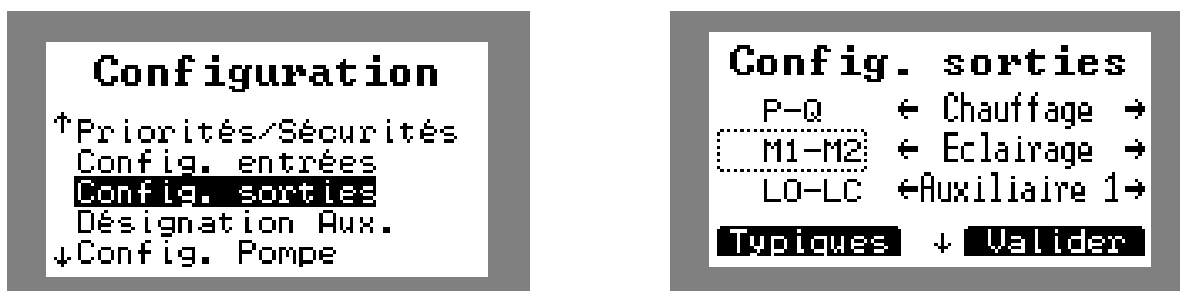 Configuration
↑Priorités/Sécurités
Config. entrées
Config. sorties
Désignation Aux.
↓Config. Pompe
Config. sorties
P-Q ← Chauffage →
M1-M2 ← Eclairage →
LO-LC ←Auxiliaire 1→
Typiques ↓ Valider